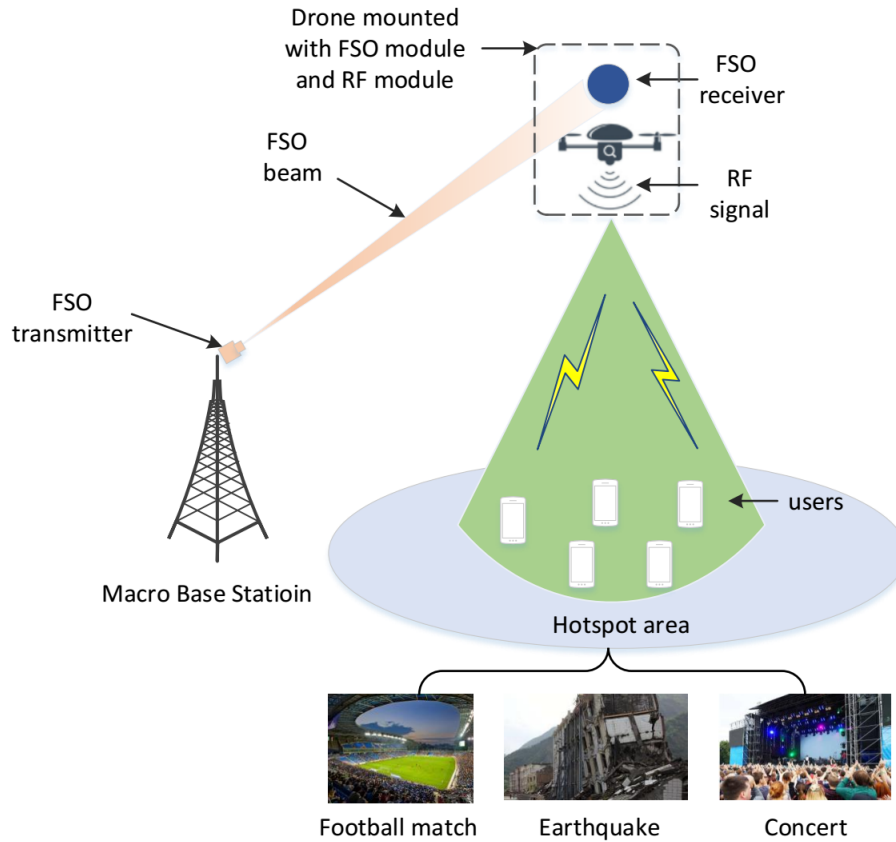 Drone mounted
with FSO module
and RF module
FSO
receiver
FSO
beam
RF
signal
FSO
transmitter
users
Macro Base Statioin
Hotspot area
Football match
Earthquake
Concert